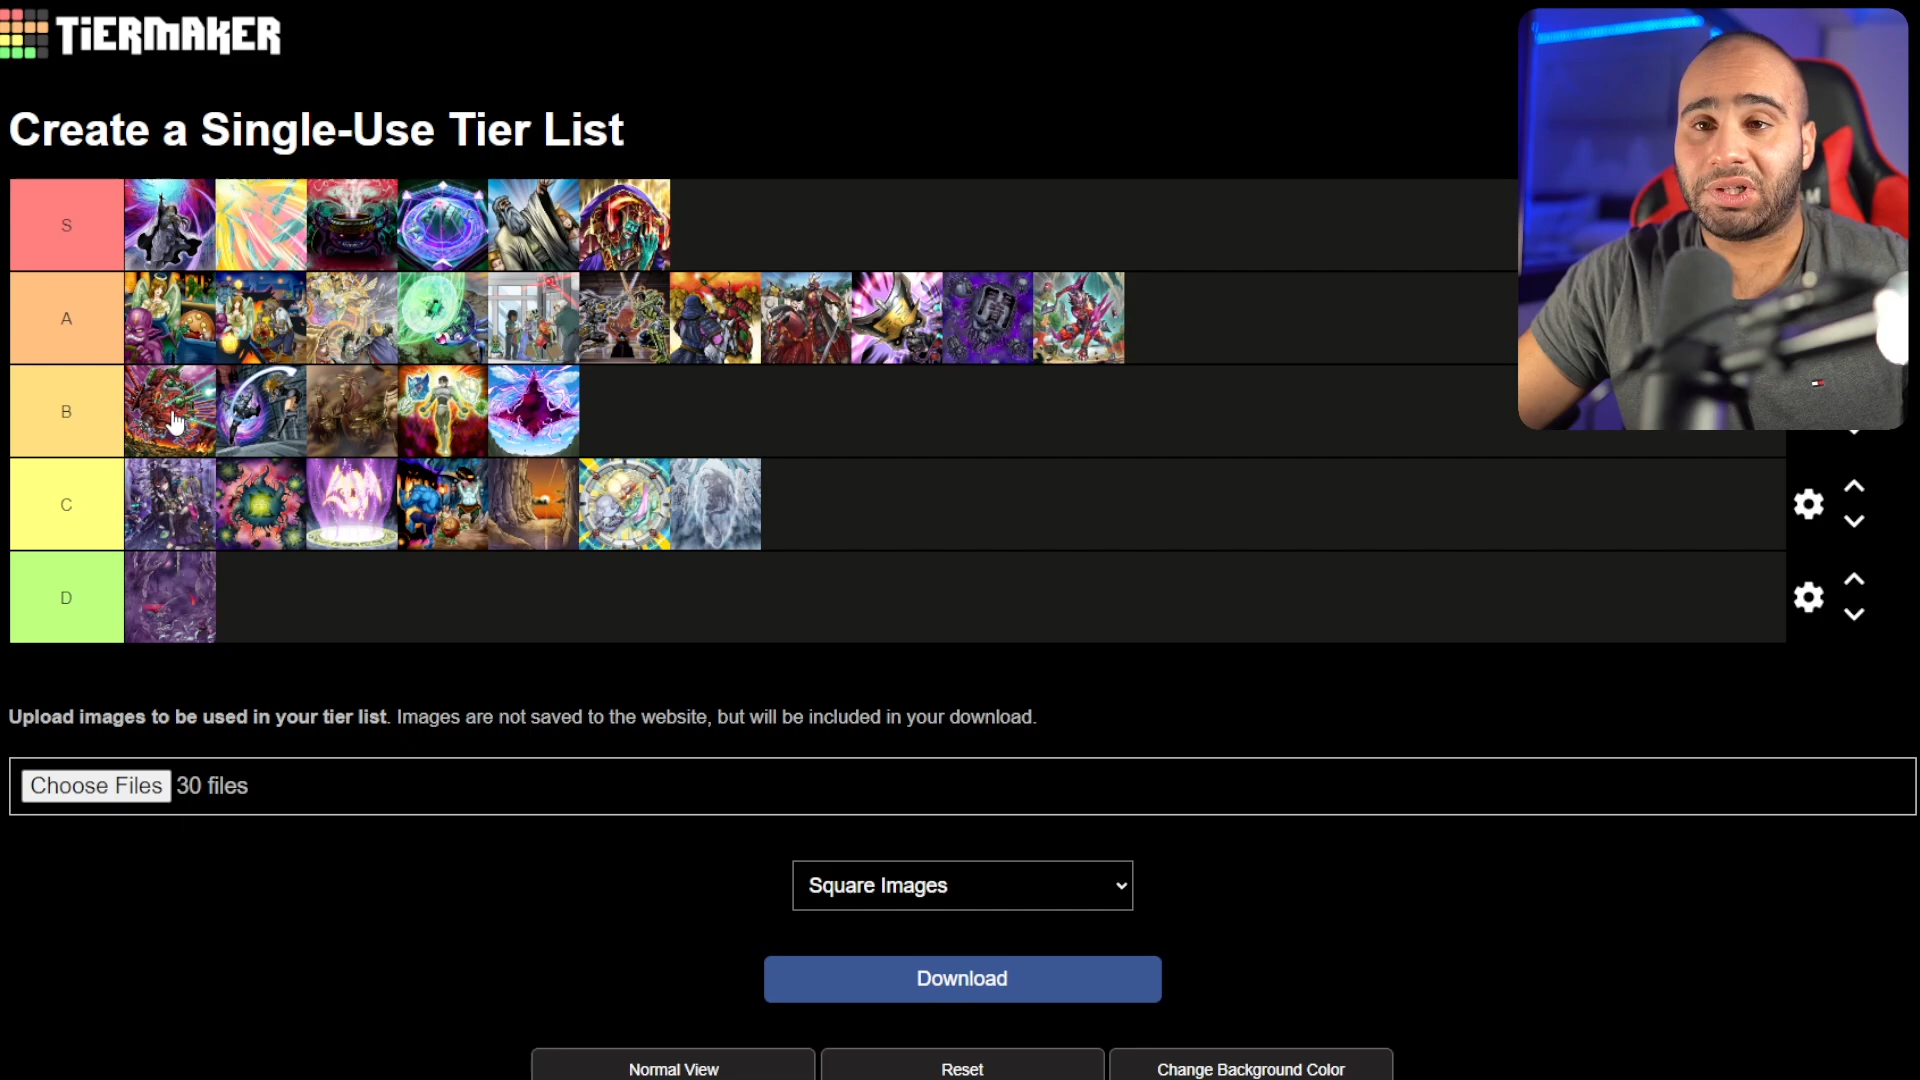 TiERMAKER
Create a Single-Use Tier List
S
A
B
C
D
Upload images to be used in your tier list. Images are not saved to the website, but will be included in your download.
Choose Files 30 files
Square Images
Download
Normal View Reset Change Background Color